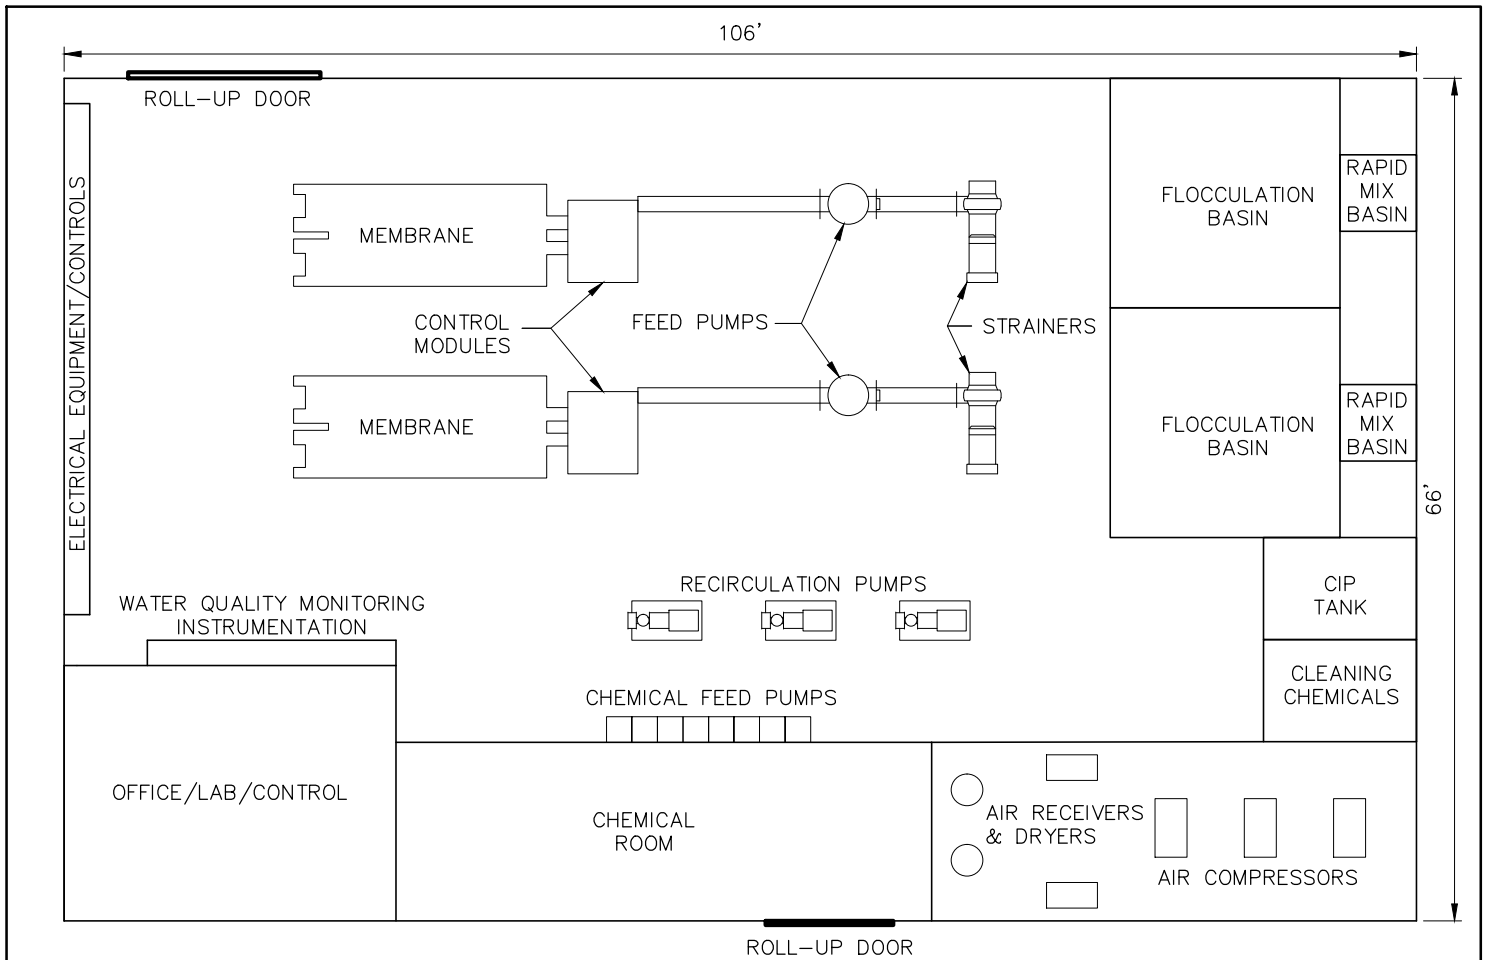 106'
ROLL-UP DOOR
ELECTRICAL EQUIPMENT/CONTROLS
MEMBRANE
FLOCCULATION
BASIN
RAPID
MIX
BASIN
CONTROL
MODULES
FEED PUMPS
STRAINERS
MEMBRANE
FLOCCULATION
BASIN
RAPID
MIX
BASIN
66'
WATER QUALITY MONITORING
INSTRUMENTATION
RECIRCULATION PUMPS
CIP
TANK
CHEMICAL FEED PUMPS
CLEANING
CHEMICALS
OFFICE/LAB/CONTROL
CHEMICAL
ROOM
AIR RECEIVERS
& DRYERS
AIR COMPRESSORS
ROLL-UP DOOR